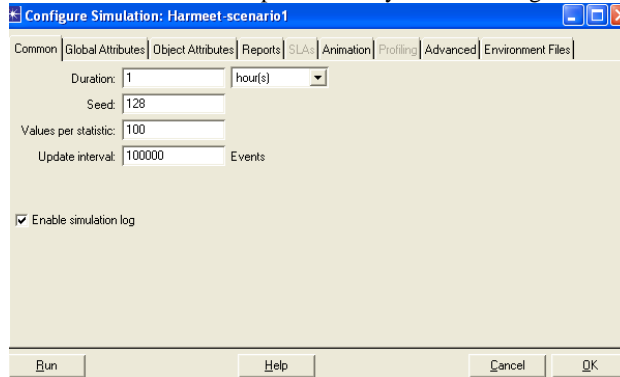 Configure Simulation: Harmeet-scenario1
Common Global Attributes Object Attributes Reports SLAs Animation Profiling Advanced Environment Files
Duration: 1 hour(s)
Seed: 128
Values per statistic: 100
Update interval: 100000 Events
Enable simulation log
Run Help Cancel OK